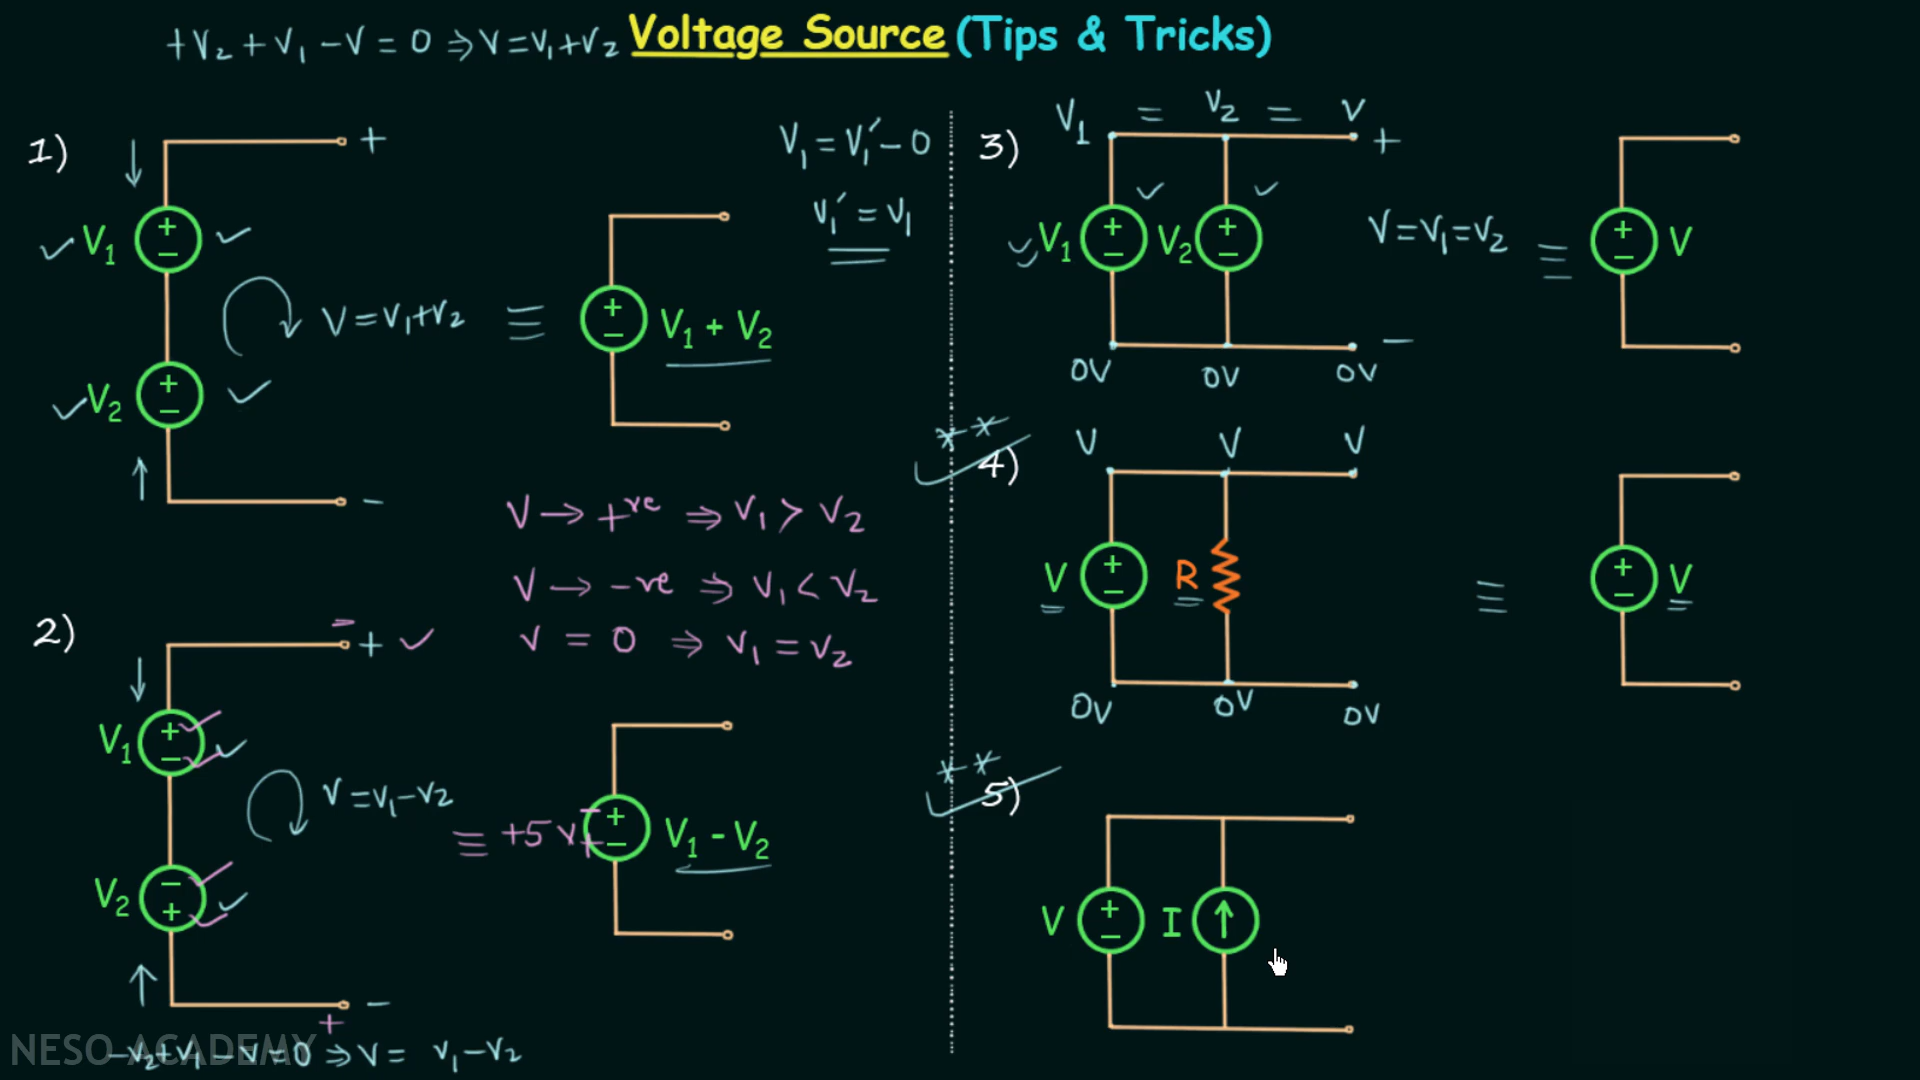 +V₂ + V₁ - V = 0 ⇒ V = V₁ + V₂
Voltage Source (Tips & Tricks)
1)
+
V₁
+
-
V = V₁ + V₂
≡
V₂
+
-
-
+
-
V₁ + V₂
V₁ = V₁′ - 0
V₁′ = V₁
V → +ve ⇒ V₁ > V₂
V → -ve ⇒ V₁ < V₂
V = 0 ⇒ V₁ = V₂
2)
- +
V₁
+
-
V = V₁ - V₂
V₂
-
+
-
+
≡ +5 V
- +
+ -
V₁ - V₂
-V₂ + V₁ - V = 0 ⇒ V = V₁ - V₂
NESO ACADEMY
3)
V₁ = V₂ = V
+
V₁
+
-
V₂
+
-
V = V₁ = V₂
≡
+
-
V
-
0V 0V 0V
**
4)
V V V
V
+
-
R
≡
+
-
V
0V 0V 0V
**
5)
V
+
-
I
↑